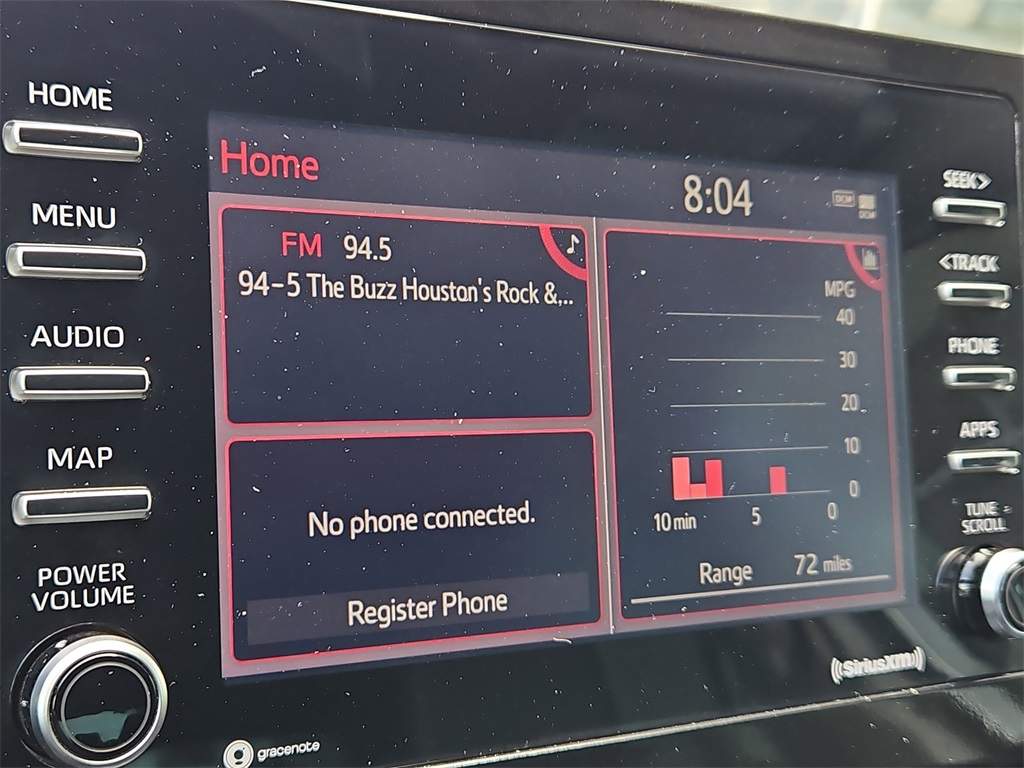 HOME
MENU
AUDIO
MAP
POWER
VOLUME
Home
8:04
DCM
DCM
FM 94.5
94-5 The Buzz Houston's Rock &,..
No phone connected.
Register Phone
MPG
40
30
20
10
0
10 min 5 0
Range 72 miles
SEEK>
<TRACK
PHONE
APPS
TUNE
SCROLL
((SiriusXM))
gracenote